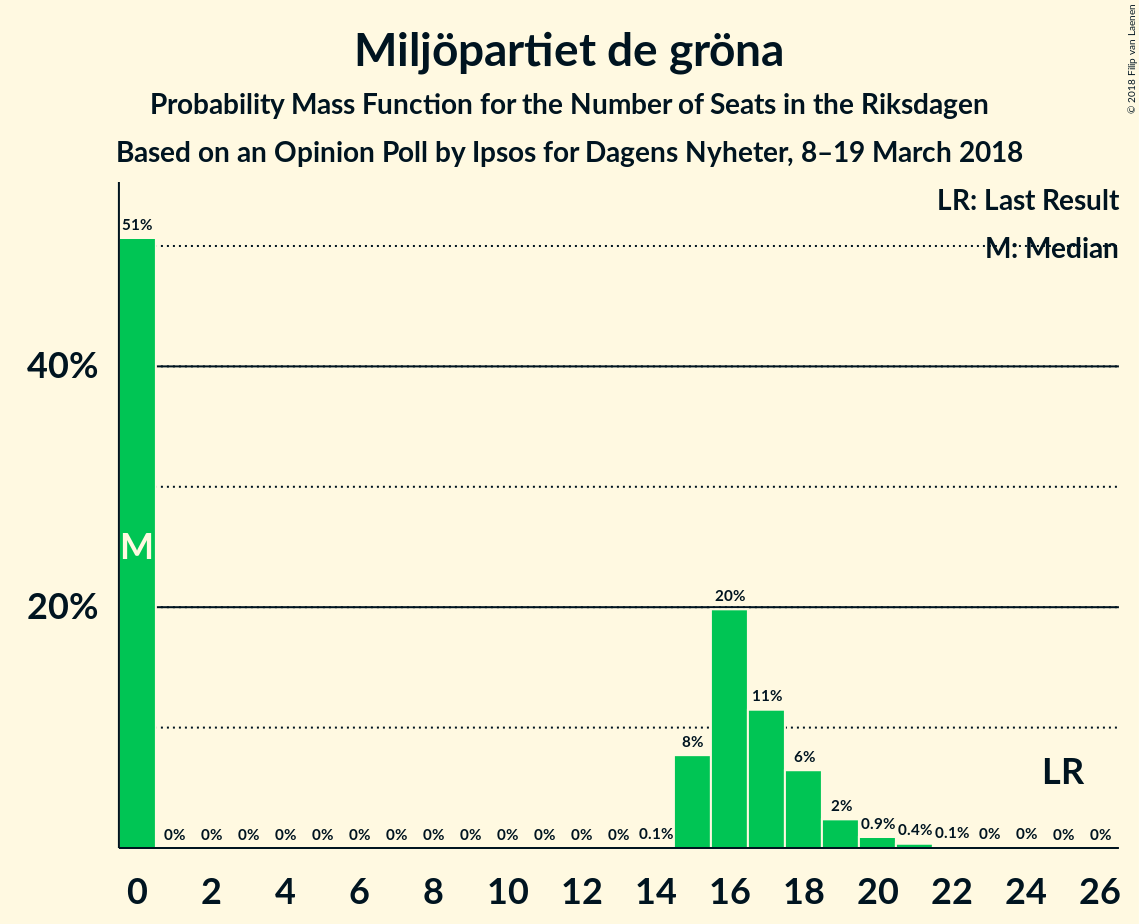 Miljöpartiet de gröna
Probability Mass Function for the Number of Seats in the Riksdagen
Based on an Opinion Poll by Ipsos for Dagens Nyheter, 8–19 March 2018
© 2018 Filip van Laenen
LR: Last Result
M: Median
51%
40%
M
20%
20%
11%
8%
6%
LR
2%
0% 0% 0% 0% 0% 0% 0% 0% 0% 0% 0% 0% 0% 0.1% 0.9% 0.4% 0.1% 0% 0% 0% 0%
0 2 4 6 8 10 12 14 16 18 20 22 24 26